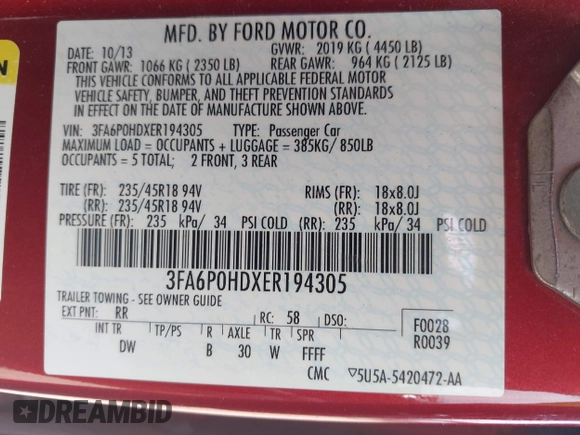 MFD. BY FORD MOTOR CO.
DATE: 10/13 GVWR: 2019 KG ( 4450 LB)
FRONT GAWR: 1066 KG ( 2350 LB) REAR GAWR: 964 KG ( 2125 LB)
THIS VEHICLE CONFORMS TO ALL APPLICABLE FEDERAL MOTOR
VEHICLE SAFETY, BUMPER, AND THEFT PREVENTION STANDARDS
IN EFFECT ON THE DATE OF MANUFACTURE SHOWN ABOVE.
VIN: 3FA6P0HDXER194305 TYPE: Passenger Car
MAXIMUM LOAD = OCCUPANTS + LUGGAGE = 385KG/ 850LB
OCCUPANTS = 5 TOTAL; 2 FRONT, 3 REAR
TIRE (FR): 235/45R18 94V RIMS (FR): 18x8.0J
(RR): 235/45R18 94V (RR): 18x8.0J
PRESSURE (FR): 235 kPa/ 34 PSI COLD (RR): 235 kPa/ 34 PSI COLD
3FA6P0HDXER194305
TRAILER TOWING - SEE OWNER GUIDE
EXT PNT: RR RC: 58 DSO: F0028
INT TR TP/PS R AXLE TR SPR R0039
DW B 30 W FFFF
CMC ▽5U5A-5420472-AA
DREAMBID